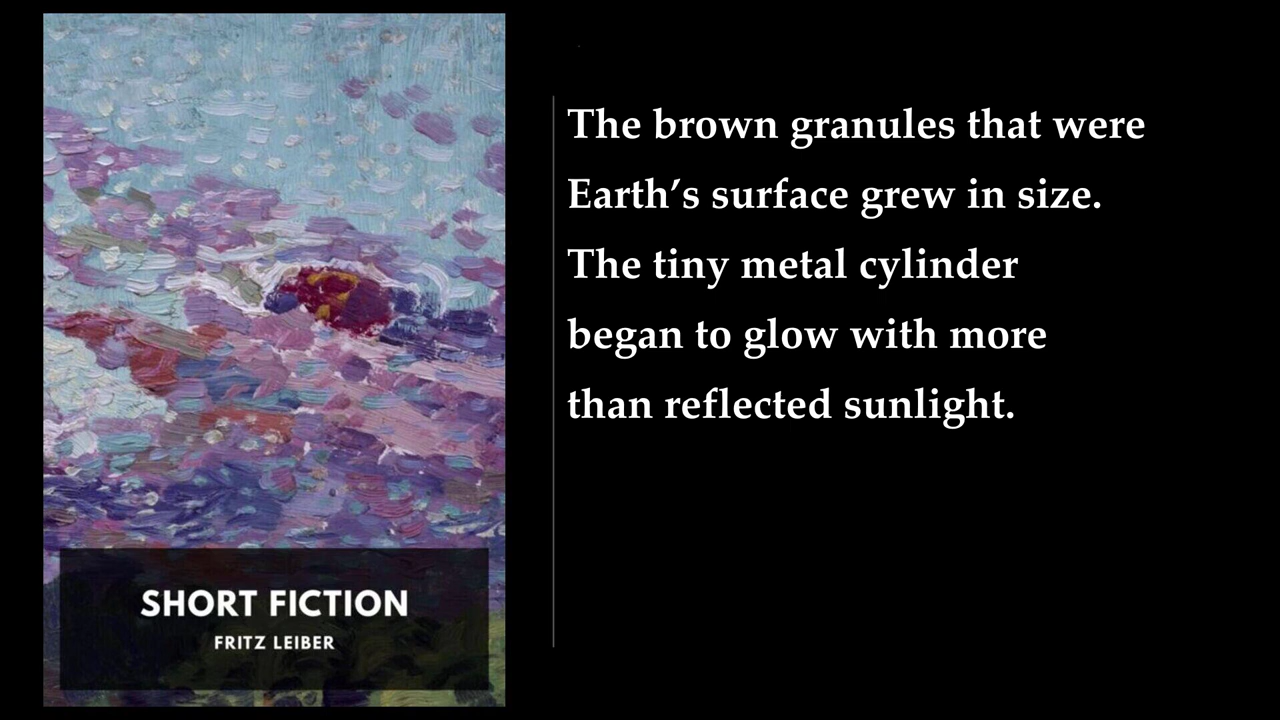 The brown granules that were
Earth’s surface grew in size.
The tiny metal cylinder
began to glow with more
than reflected sunlight.
SHORT FICTION
FRITZ LEIBER